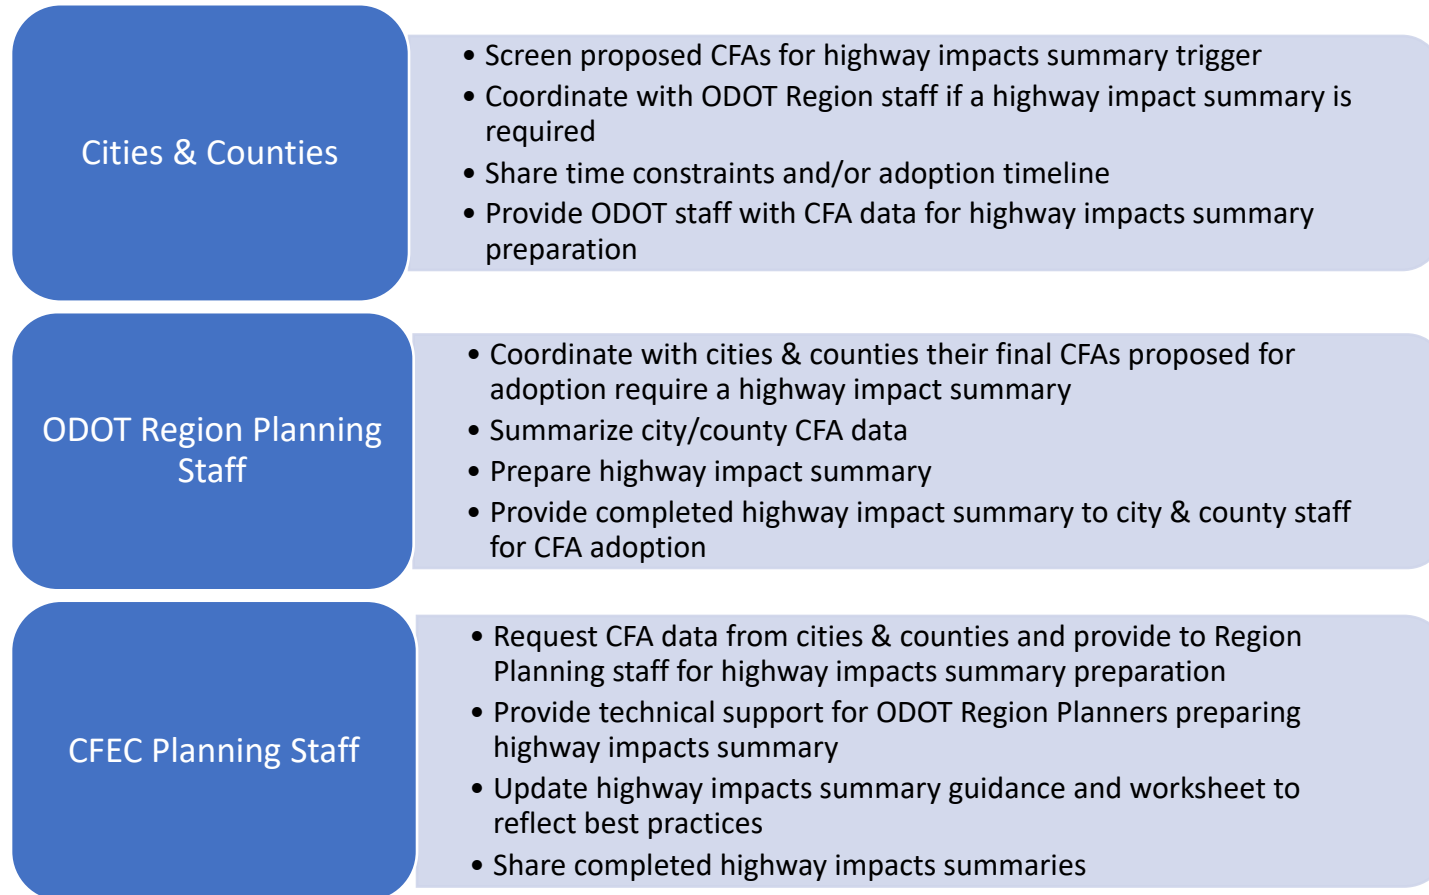 Cities & Counties
• Screen proposed CFAs for highway impacts summary trigger
• Coordinate with ODOT Region staff if a highway impact summary is
required
• Share time constraints and/or adoption timeline
• Provide ODOT staff with CFA data for highway impacts summary
preparation
ODOT Region Planning
Staff
• Coordinate with cities & counties their final CFAs proposed for
adoption require a highway impact summary
• Summarize city/county CFA data
• Prepare highway impact summary
• Provide completed highway impact summary to city & county staff
for CFA adoption
CFEC Planning Staff
• Request CFA data from cities & counties and provide to Region
Planning staff for highway impacts summary preparation
• Provide technical support for ODOT Region Planners preparing
highway impacts summary
• Update highway impacts summary guidance and worksheet to
reflect best practices
• Share completed highway impacts summaries